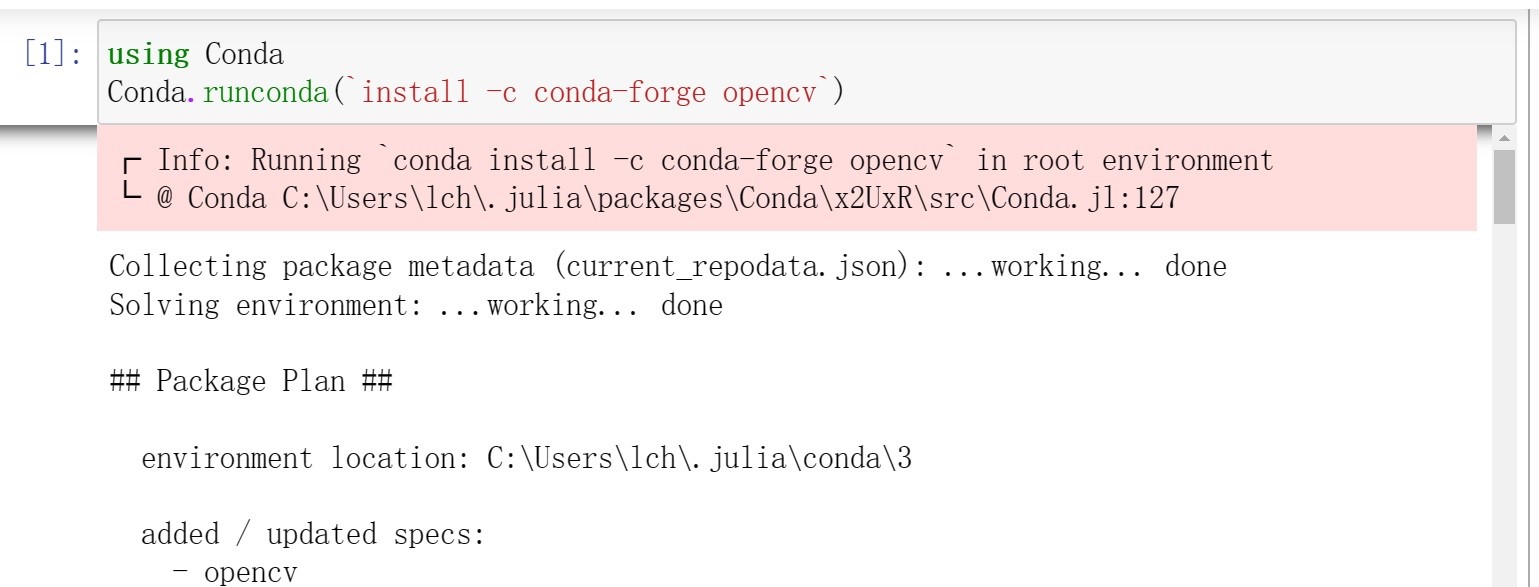 [1]: using Conda
Conda.runconda(`install -c conda-forge opencv`)
┌ Info: Running `conda install -c conda-forge opencv` in root environment
└ @ Conda C:\Users\lch\.julia\packages\Conda\x2UxR\src\Conda.jl:127
Collecting package metadata (current_repodata.json): ...working... done
Solving environment: ...working... done
## Package Plan ##
environment location: C:\Users\lch\.julia\conda\3
added / updated specs:
- opencv